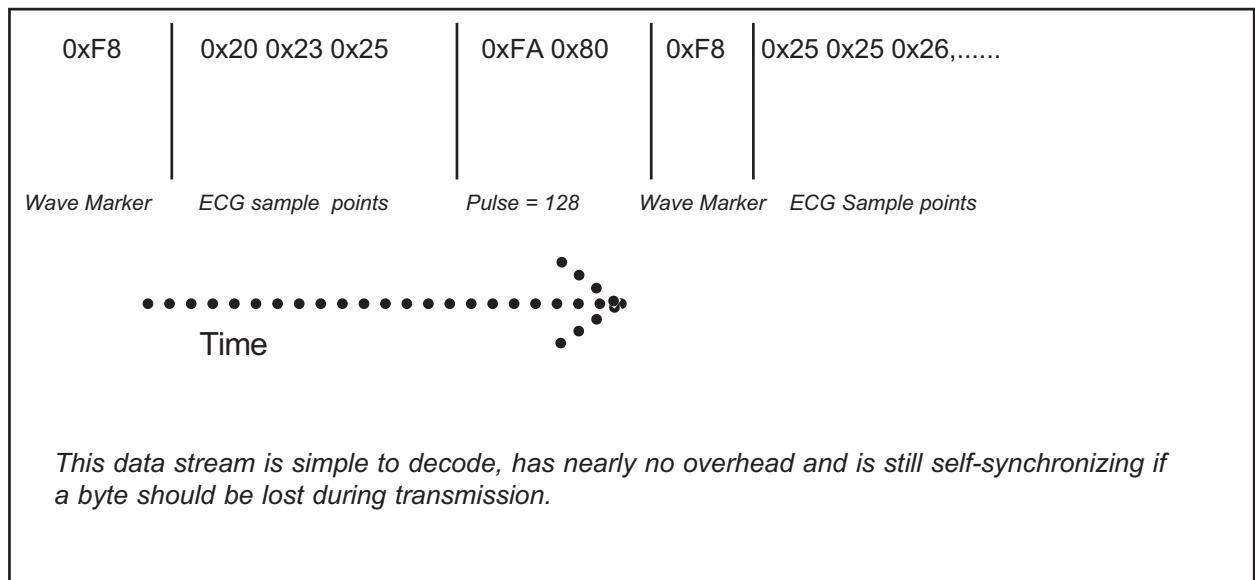 0xF8 0x20 0x23 0x25 0xFA 0x80 0xF8 0x25 0x25 0x26,......
Wave Marker ECG sample points Pulse = 128 Wave Marker ECG Sample points
Time
This data stream is simple to decode, has nearly no overhead and is still self-synchronizing if
a byte should be lost during transmission.